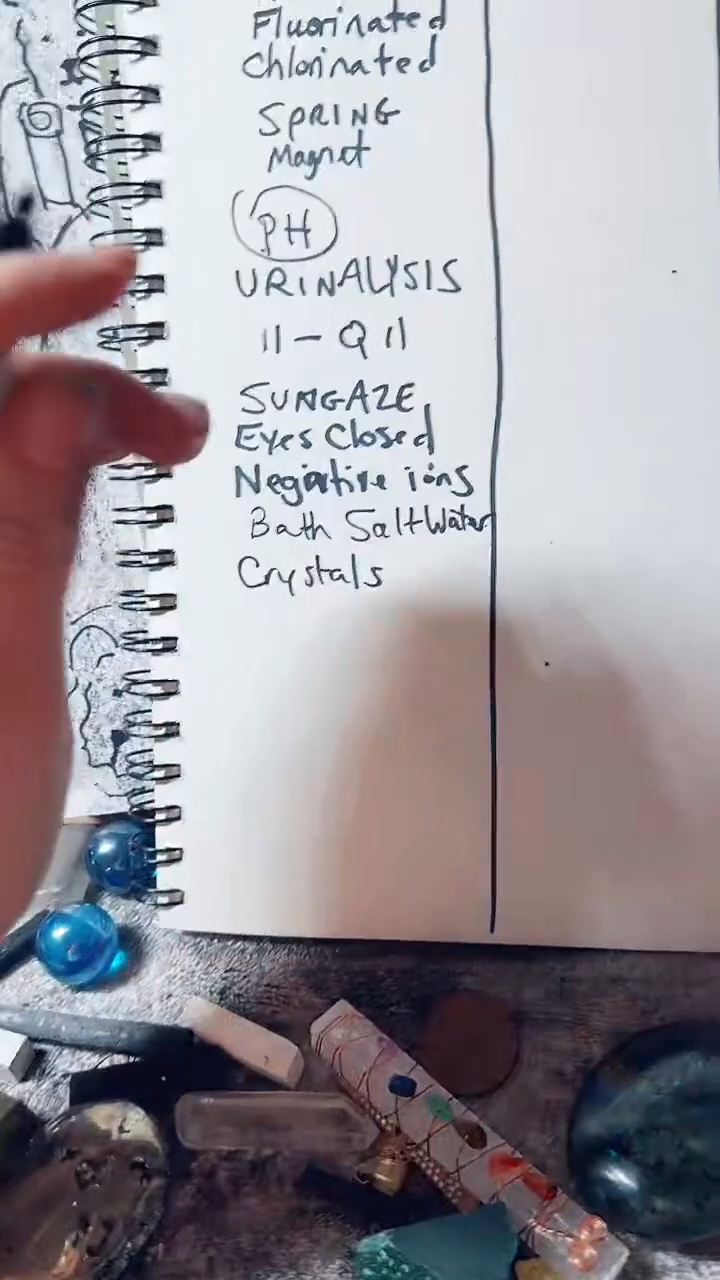 Fluorinated
Chlorinated
SPRING
Magnet
PH
URINALYSIS
11-Q11
SUNGAZE
Eyes Closed
Negative ions
Bath SaltWater
Crystals